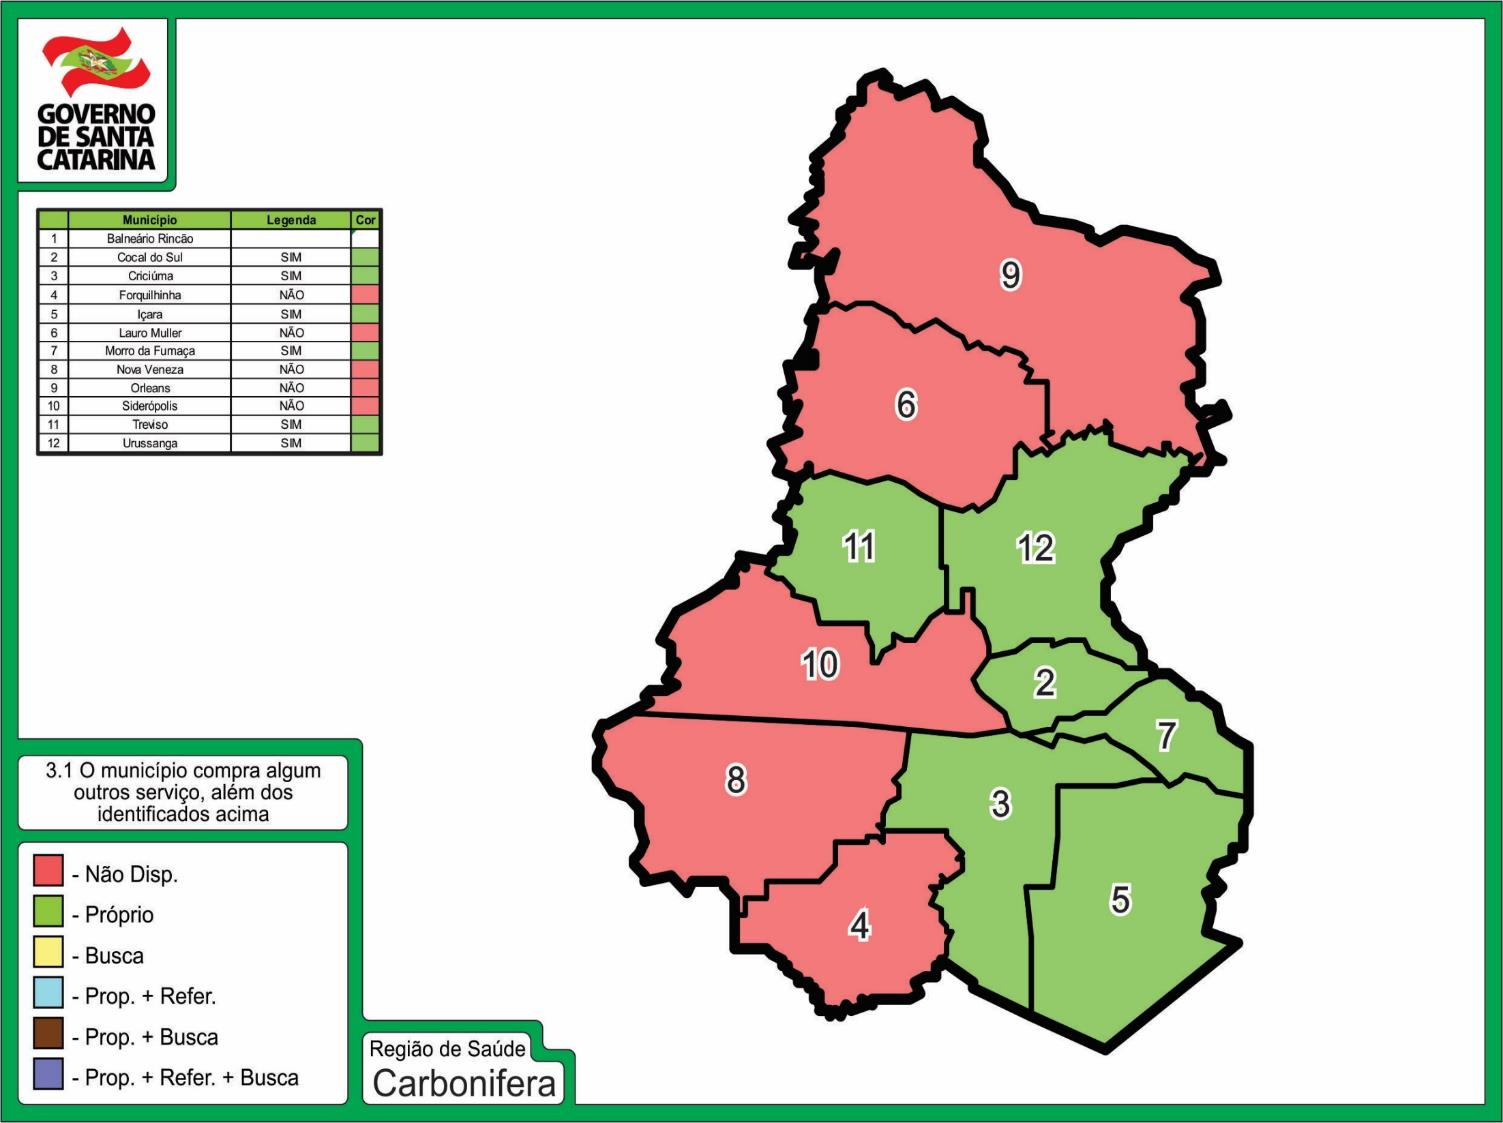 GOVERNO
DE SANTA
CATARINA
Município Legenda Cor
1 Balneário Rincão
2 Cocal do Sul SIM
3 Criciúma SIM
4 Forquilhinha NÃO
5 Içara SIM
6 Lauro Muller NÃO
7 Morro da Fumaça SIM
8 Nova Veneza NÃO
9 Orleans NÃO
10 Siderópolis NÃO
11 Treviso SIM
12 Urussanga SIM
9
6
11
12
10
2
7
8
3
5
4
3.1 O município compra algum
outros serviço, além dos
identificados acima
- Não Disp.
- Próprio
- Busca
- Prop. + Refer.
- Prop. + Busca
- Prop. + Refer. + Busca
Região de Saúde
Carbonifera